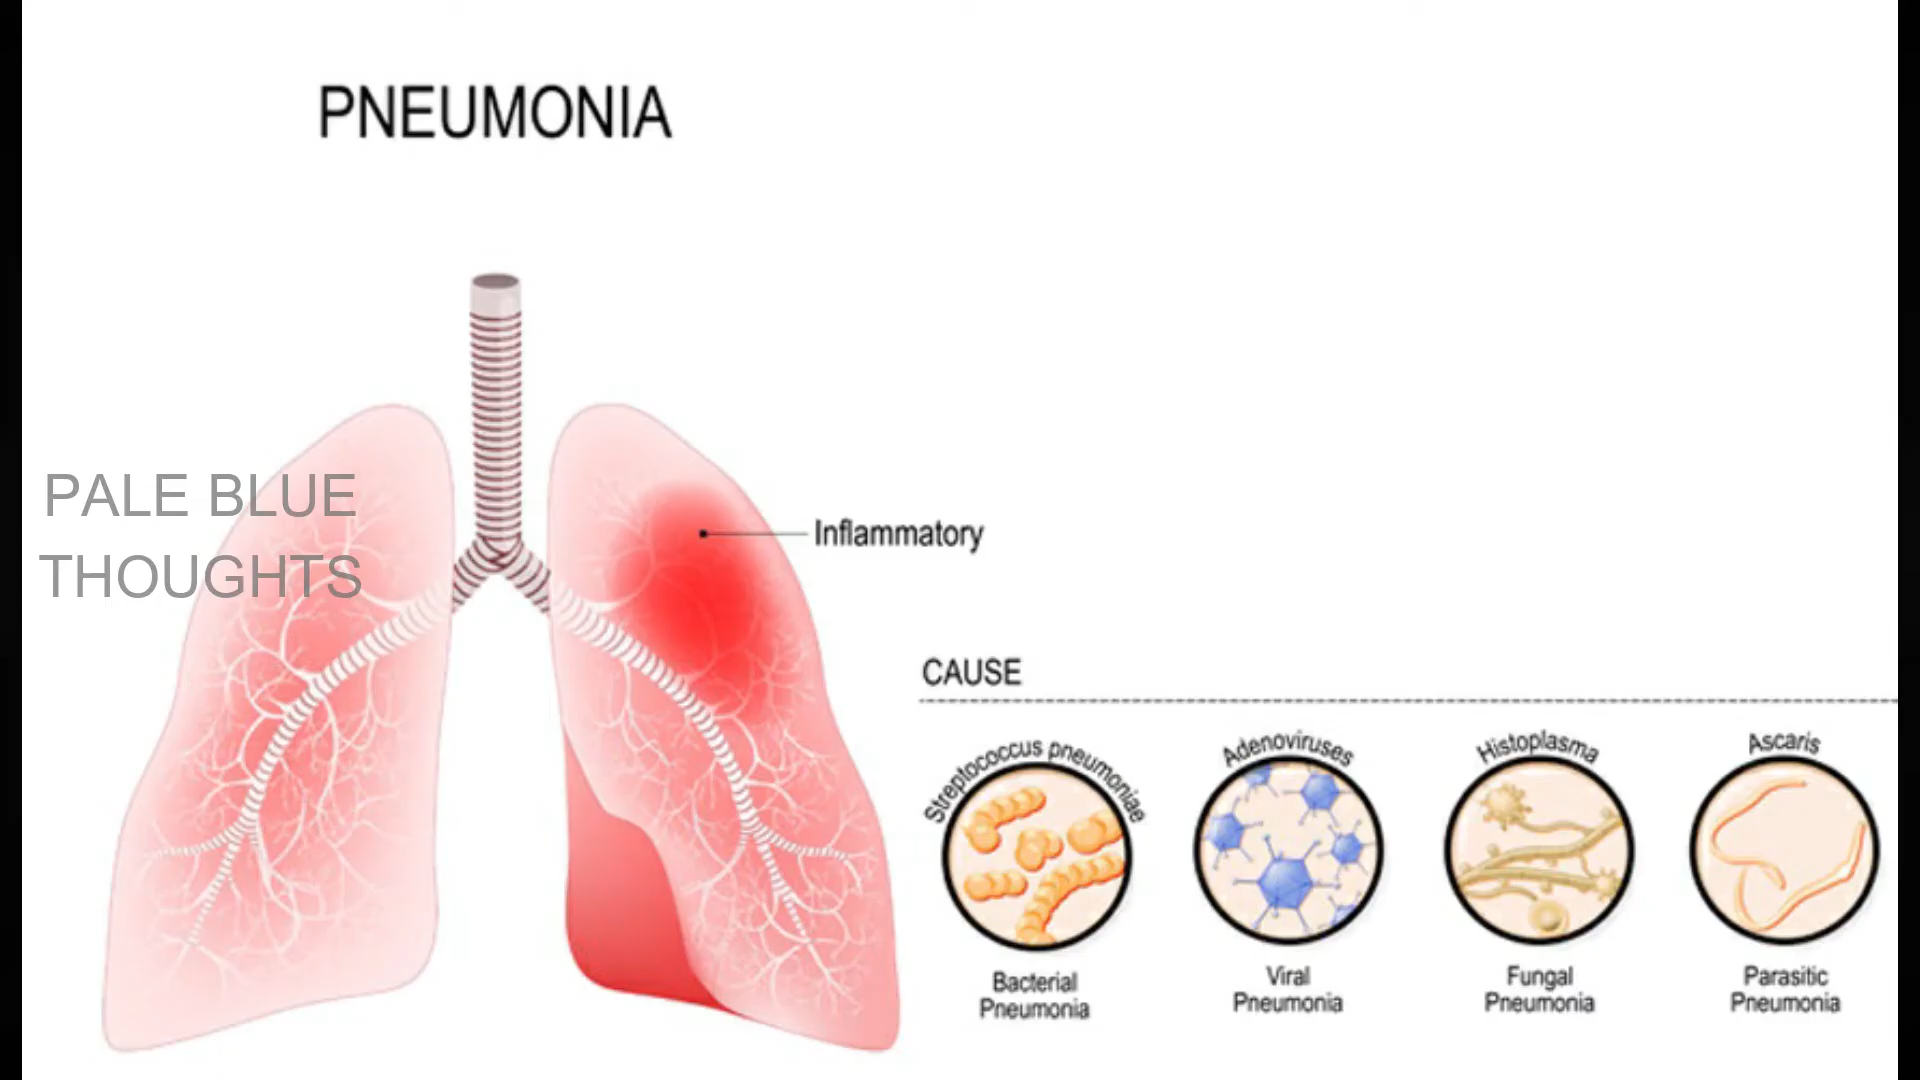 PNEUMONIA
PALE BLUE
THOUGHTS
Inflammatory
CAUSE
Streptococcus pneumoniae
Adenoviruses
Histoplasma
Ascaris
Bacterial
Pneumonia
Viral
Pneumonia
Fungal
Pneumonia
Parasitic
Pneumonia